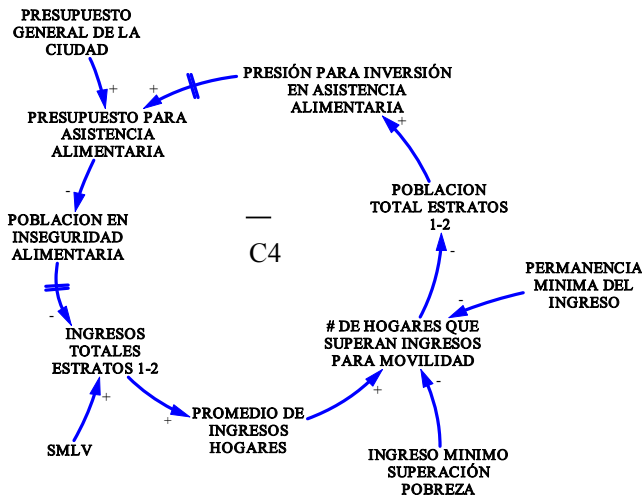 PRESUPUESTO
GENERAL DE LA
CIUDAD
+
+
PRESIÓN PARA INVERSIÓN
EN ASISTENCIA
ALIMENTARIA
+
PRESUPUESTO PARA
ASISTENCIA
ALIMENTARIA
-
POBLACION
TOTAL ESTRATOS
1-2
-
POBLACION EN
INSEGURIDAD
ALIMENTARIA
-
C4
PERMANENCIA
MINIMA DEL
INGRESO
-
# DE HOGARES QUE
SUPERAN INGRESOS
PARA MOVILIDAD
-
+
INGRESOS
TOTALES
ESTRATOS 1-2
+
PROMEDIO DE
INGRESOS
HOGARES
+
SMLV
INGRESO MINIMO
SUPERACIÓN
POBREZA